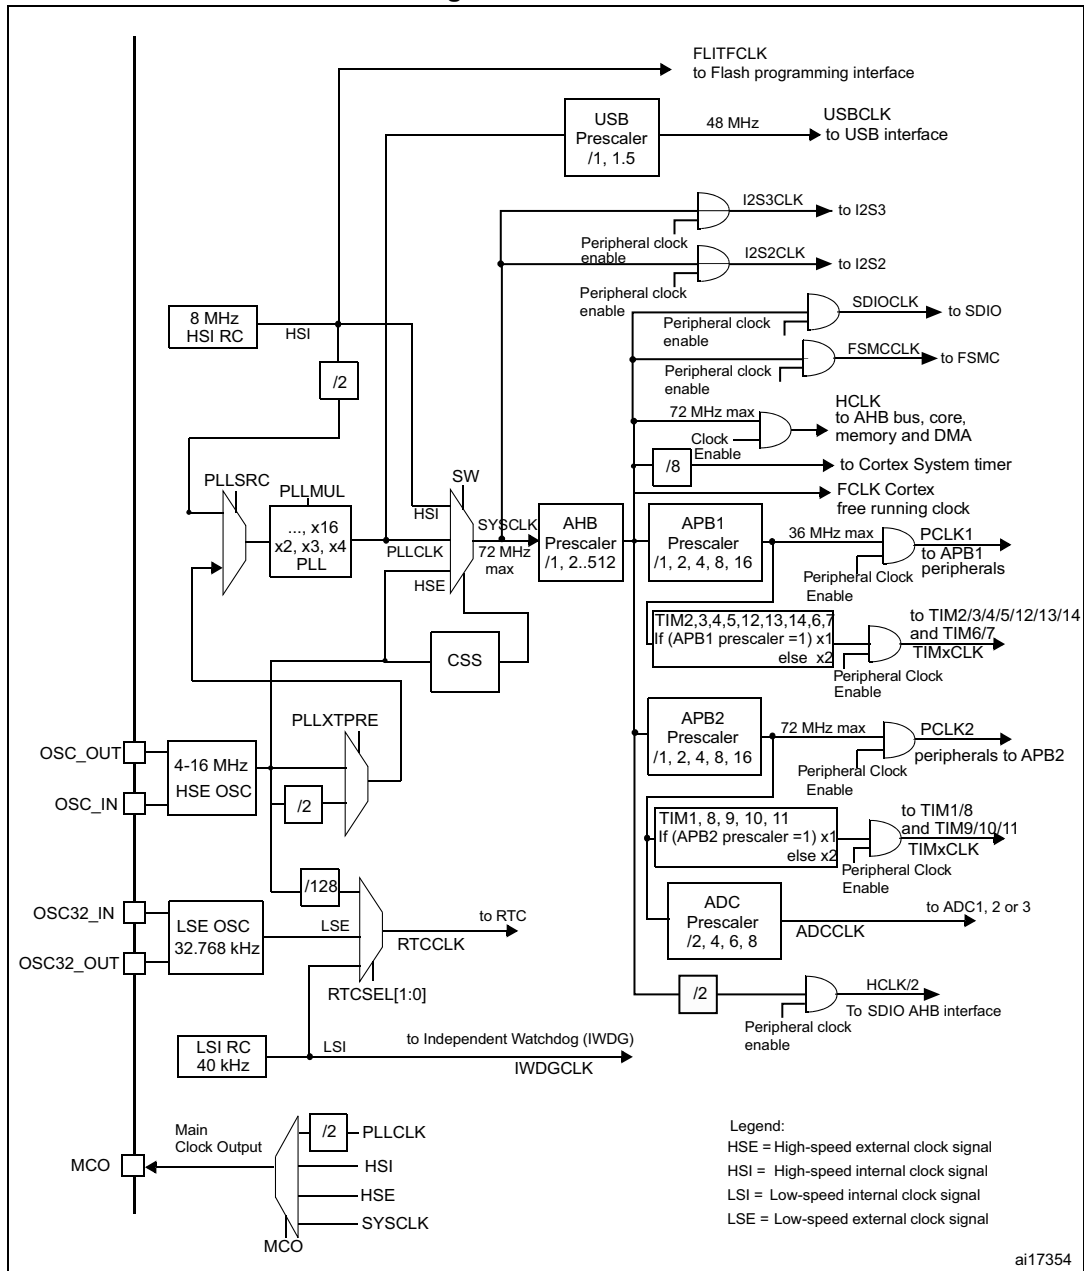 FLITFCLK
to Flash programming interface
USB
Prescaler
/1, 1.5
48 MHz
USBCLK
to USB interface
I2S3CLK
to I2S3
Peripheral clock
enable
I2S2CLK
to I2S2
Peripheral clock
enable
8 MHz
HSI RC
HSI
/2
SDIOCLK
to SDIO
Peripheral clock
enable
FSMCCLK
to FSMC
Peripheral clock
enable
HCLK
to AHB bus, core,
memory and DMA
72 MHz max
Clock
Enable
/8
to Cortex System timer
FCLK Cortex
free running clock
PLLSRC
PLLMUL
..., x16
x2, x3, x4
PLL
SW
HSI
PLLCLK
HSE
SYSCLK
72 MHz
max
AHB
Prescaler
/1, 2..512
APB1
Prescaler
/1, 2, 4, 8, 16
36 MHz max
PCLK1
to APB1
peripherals
Peripheral Clock
Enable
TIM2,3,4,5,12,13,14,6,7
If (APB1 prescaler =1) x1
else x2
to TIM2/3/4/5/12/13/14
and TIM6/7
TIMxCLK
Peripheral Clock
Enable
CSS
PLLXTPRE
OSC_OUT
OSC_IN
4-16 MHz
HSE OSC
/2
APB2
Prescaler
/1, 2, 4, 8, 16
72 MHz max
PCLK2
peripherals to APB2
Peripheral Clock
Enable
TIM1, 8, 9, 10, 11
If (APB2 prescaler =1) x1
else x2
to TIM1/8
and TIM9/10/11
TIMxCLK
Peripheral Clock
Enable
/128
OSC32_IN
OSC32_OUT
LSE OSC
32.768 kHz
LSE
to RTC
RTCCLK
RTCSEL[1:0]
ADC
Prescaler
/2, 4, 6, 8
to ADC1, 2 or 3
ADCCLK
/2
HCLK/2
To SDIO AHB interface
Peripheral clock
enable
LSI RC
40 kHz
LSI
to Independent Watchdog (IWDG)
IWDGCLK
MCO
Main
Clock Output
/2
PLLCLK
HSI
HSE
SYSCLK
MCO
Legend:
HSE = High-speed external clock signal
HSI = High-speed internal clock signal
LSI = Low-speed internal clock signal
LSE = Low-speed external clock signal
ai17354